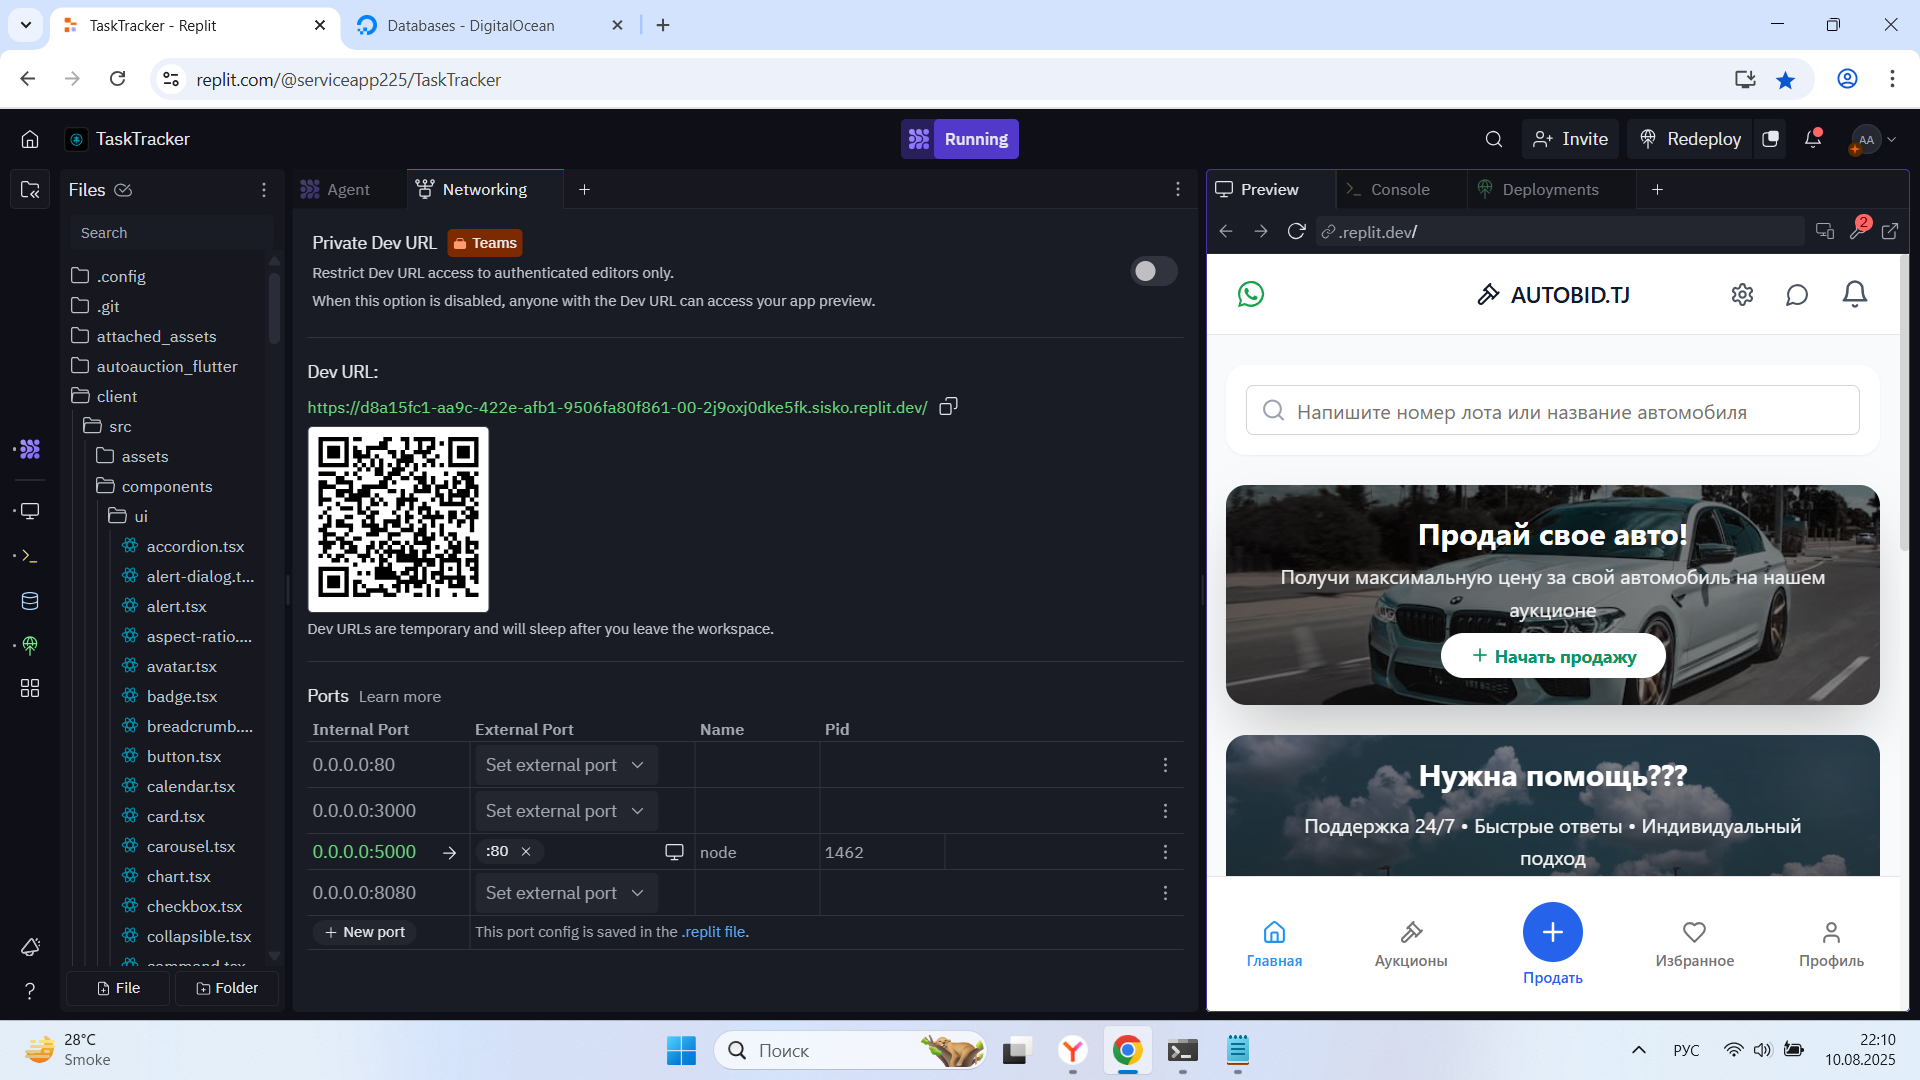 TaskTracker - Replit
Databases - DigitalOcean
replit.com/@serviceapp225/TaskTracker
TaskTracker
Running
Invite
Redeploy
AA
Files
Agent
Networking
Preview
Console
Deployments
Search
.replit.dev/
2
.config
.git
attached_assets
autoauction_flutter
client
src
assets
components
ui
accordion.tsx
alert-dialog.t...
alert.tsx
aspect-ratio....
avatar.tsx
badge.tsx
breadcrumb....
button.tsx
calendar.tsx
card.tsx
carousel.tsx
chart.tsx
checkbox.tsx
collapsible.tsx
command.tsx
File
Folder
Private Dev URL
Teams
Restrict Dev URL access to authenticated editors only.
When this option is disabled, anyone with the Dev URL can access your app preview.
Dev URL:
https://d8a15fc1-aa9c-422e-afb1-9506fa80f861-00-2j9oxj0dke5fk.sisko.replit.dev/
Dev URLs are temporary and will sleep after you leave the workspace.
Ports Learn more
Internal Port External Port Name Pid
0.0.0.0:80 Set external port
0.0.0.0:3000 Set external port
0.0.0.0:5000 :80 node 1462
0.0.0.0:8080 Set external port
New port This port config is saved in the .replit file.
AUTOBID.TJ
Напишите номер лота или название автомобиля
Продай свое авто!
Получи максимальную цену за свой автомобиль на нашем
аукционе
+ Начать продажу
Нужна помощь???
Поддержка 24/7 • Быстрые ответы • Индивидуальный
подход
Главная
Аукционы
Продать
Избранное
Профиль
28°C
Smoke
Поиск
РУС
22:10
10.08.2025